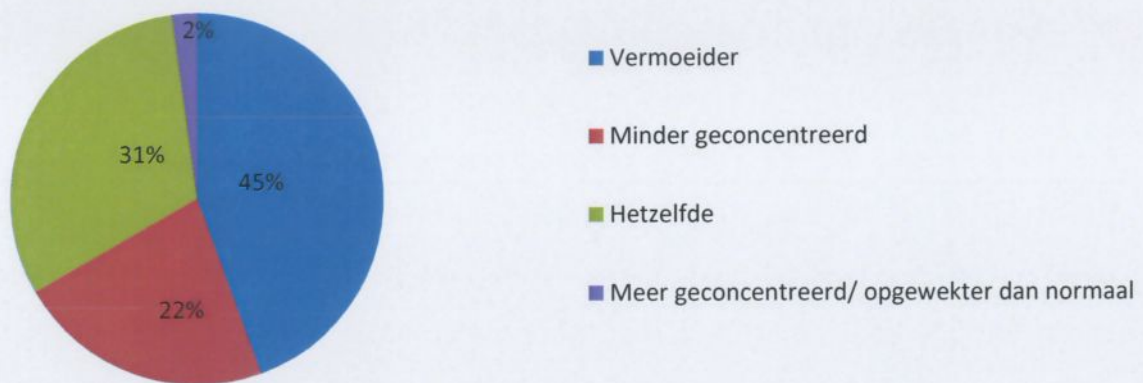 2%
31%
45%
22%
Vermoeider
Minder geconcentreerd
Hetzelfde
Meer geconcentreerd/ opgewekter dan normaal